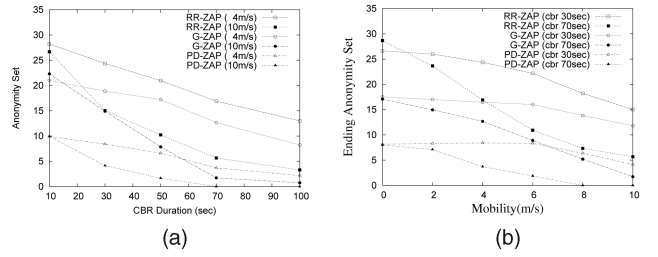 RR-ZAP ( 4m/s)
RR-ZAP (10m/s)
G-ZAP ( 4m/s)
G-ZAP (10m/s)
PD-ZAP ( 4m/s)
PD-ZAP (10m/s)
35
30
25
20
15
10
5
0
Anonymity Set
10 20 30 40 50 60 70 80 90 100
CBR Duration (sec)
(a)
RR-ZAP (cbr 30sec)
RR-ZAP (cbr 70sec)
G-ZAP (cbr 30sec)
G-ZAP (cbr 70sec)
PD-ZAP (cbr 30sec)
PD-ZAP (cbr 70sec)
35
30
25
20
15
10
5
0
Ending Anonymity Set
0 2 4 6 8 10
Mobility(m/s)
(b)